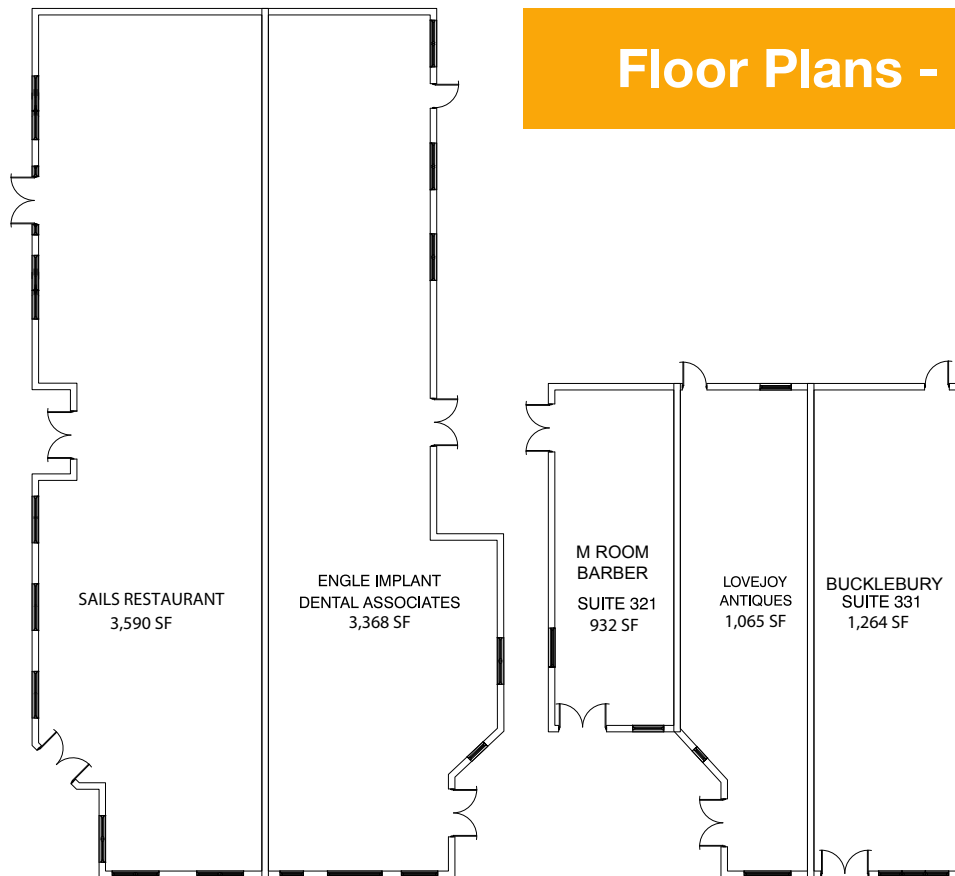 Floor Plans -
SAILS RESTAURANT
3,590 SF
ENGLE IMPLANT
DENTAL ASSOCIATES
3,368 SF
M ROOM
BARBER
SUITE 321
932 SF
LOVEJOY
ANTIQUES
1,065 SF
BUCKLEBURY
SUITE 331
1,264 SF